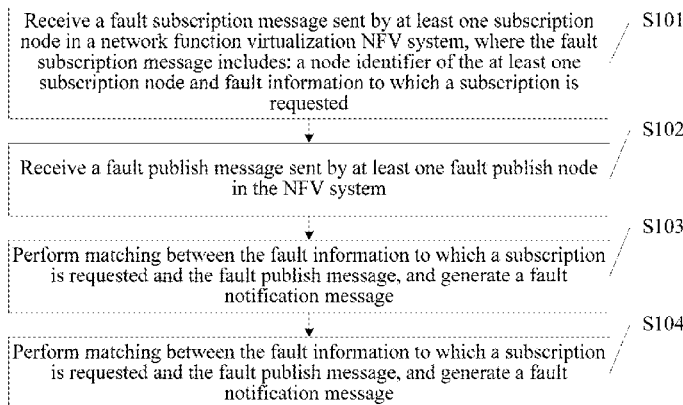 Receive a fault subscription message sent by at least one subscription
node in a network function virtualization NFV system, where the fault
subscription message includes: a node identifier of the at least one
subscription node and fault information to which a subscription is
requested
S101
Receive a fault publish message sent by at least one fault publish node
in the NFV system
S102
Perform matching between the fault information to which a subscription
is requested and the fault publish message, and generate a fault
notification message
S103
Perform matching between the fault information to which a subscription
is requested and the fault publish message, and generate a fault
notification message
S104